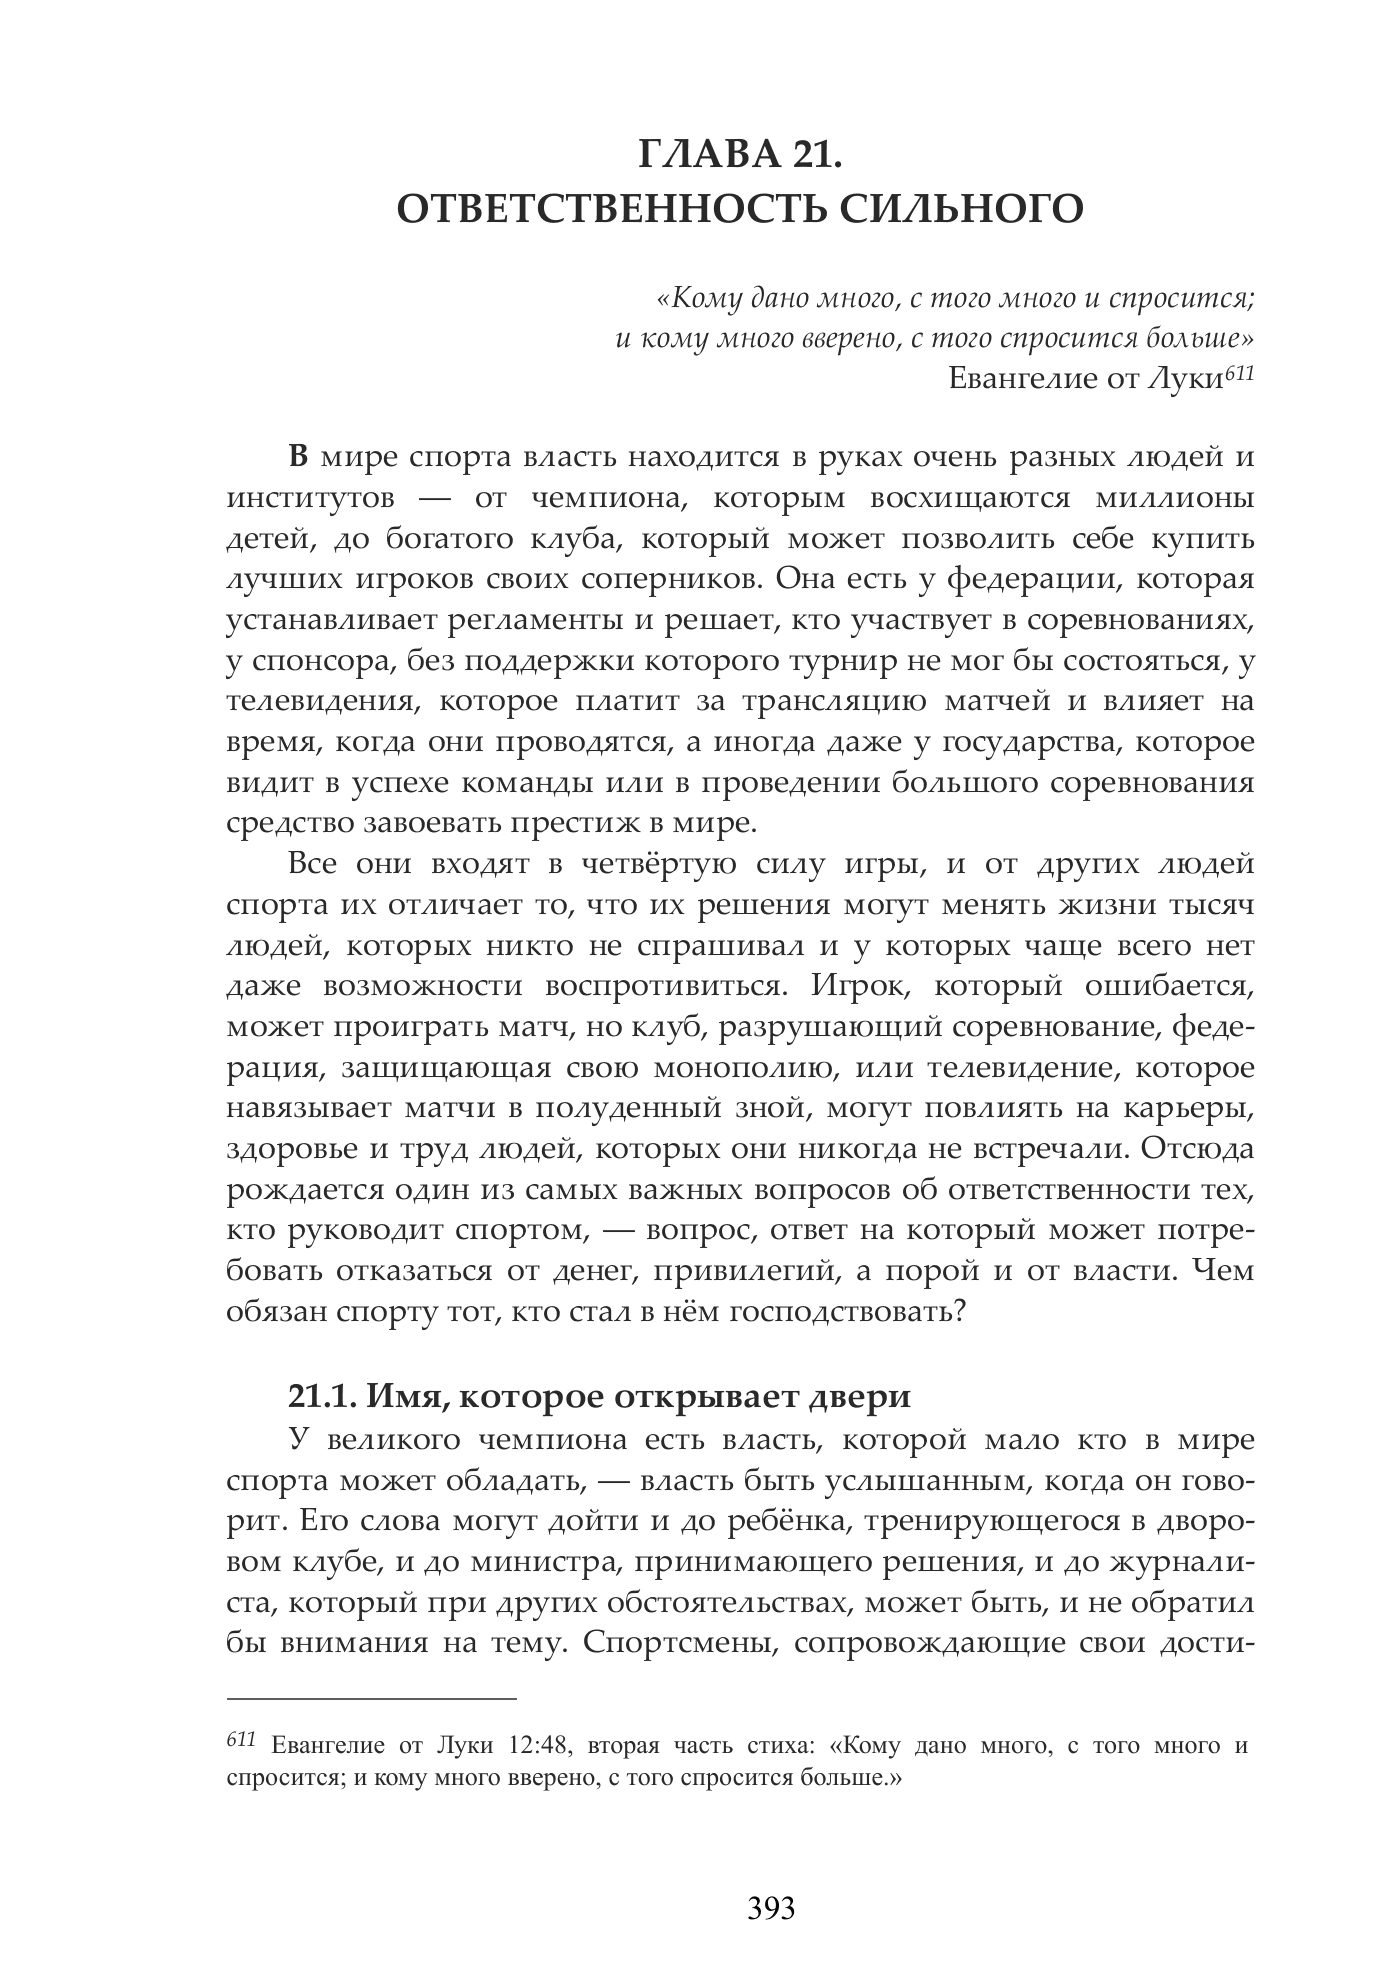 ГЛАВА 21.
ОТВЕТСТВЕННОСТЬ СИЛЬНОГО
«Кому дано много, с того много и спросится;
и кому много вверено, с того спросится больше»
Евангелие от Луки611
В мире спорта власть находится в руках очень разных людей и
институтов — от чемпиона, которым восхищаются миллионы
детей, до богатого клуба, который может позволить себе купить
лучших игроков своих соперников. Она есть у федерации, которая
устанавливает регламенты и решает, кто участвует в соревнованиях,
у спонсора, без поддержки которого турнир не мог бы состояться, у
телевидения, которое платит за трансляцию матчей и влияет на
время, когда они проводятся, а иногда даже у государства, которое
видит в успехе команды или в проведении большого соревнования
средство завоевать престиж в мире.
Все они входят в четвёртую силу игры, и от других людей
спорта их отличает то, что их решения могут менять жизни тысяч
людей, которых никто не спрашивал и у которых чаще всего нет
даже возможности воспротивиться. Игрок, который ошибается,
может проиграть матч, но клуб, разрушающий соревнование, феде-
рация, защищающая свою монополию, или телевидение, которое
навязывает матчи в полуденный зной, могут повлиять на карьеры,
здоровье и труд людей, которых они никогда не встречали. Отсюда
рождается один из самых важных вопросов об ответственности тех,
кто руководит спортом, — вопрос, ответ на который может потре-
бовать отказаться от денег, привилегий, а порой и от власти. Чем
обязан спорту тот, кто стал в нём господствовать?
21.1. Имя, которое открывает двери
У великого чемпиона есть власть, которой мало кто в мире
спорта может обладать, — власть быть услышанным, когда он гово-
рит. Его слова могут дойти и до ребёнка, тренирующегося в дворо-
вом клубе, и до министра, принимающего решения, и до журнали-
ста, который при других обстоятельствах, может быть, и не обратил
бы внимания на тему. Спортсмены, сопровождающие свои дости-
611 Евангелие от Луки 12:48, вторая часть стиха: «Кому дано много, с того много и
спросится; и кому много вверено, с того спросится больше.»
393